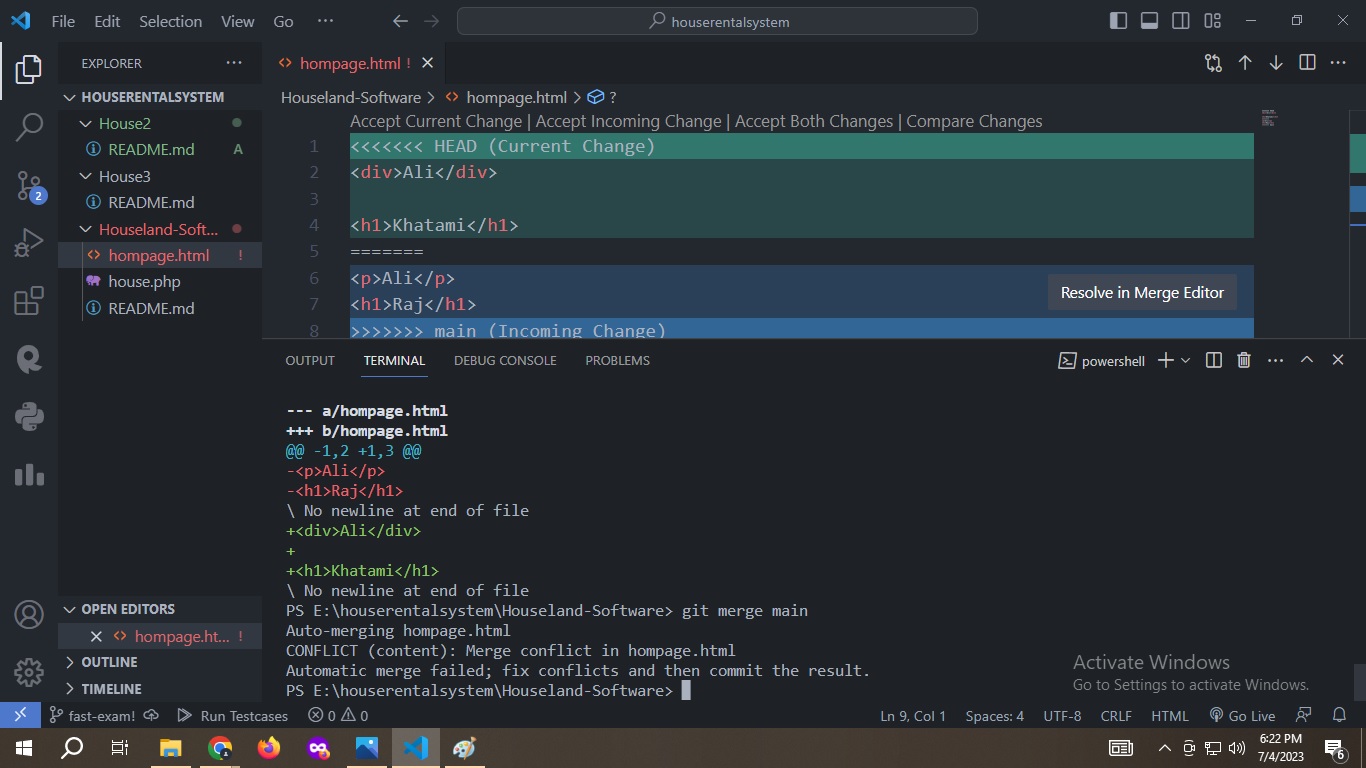 File Edit Selection View Go ···
houserentalsystem
EXPLORER ···
hompage.html !
HOUSERENTALSYSTEM
House2
README.md A
House3
README.md
Houseland-Soft...
hompage.html !
house.php
README.md
2
OPEN EDITORS
hompage.ht... !
OUTLINE
TIMELINE
Houseland-Software > <> hompage.html > ?
Accept Current Change | Accept Incoming Change | Accept Both Changes | Compare Changes
1 <<<<<<< HEAD (Current Change)
2 <div>Ali</div>
3
4 <h1>Khatami</h1>
5 =======
6 <p>Ali</p>
7 <h1>Raj</h1>
8 >>>>>>> main (Incoming Change)
Resolve in Merge Editor
OUTPUT TERMINAL DEBUG CONSOLE PROBLEMS
powershell
--- a/hompage.html
+++ b/hompage.html
@@ -1,2 +1,3 @@
-<p>Ali</p>
-<h1>Raj</h1>
\ No newline at end of file
+<div>Ali</div>
+
+<h1>Khatami</h1>
\ No newline at end of file
PS E:\houserentalsystem\Houseland-Software> git merge main
Auto-merging hompage.html
CONFLICT (content): Merge conflict in hompage.html
Automatic merge failed; fix conflicts and then commit the result.
PS E:\houserentalsystem\Houseland-Software>
Activate Windows
Go to Settings to activate Windows.
fast-exam! Run Testcases 0 0 Ln 9, Col 1 Spaces: 4 UTF-8 CRLF HTML Go Live
6:22 PM
7/4/2023
6